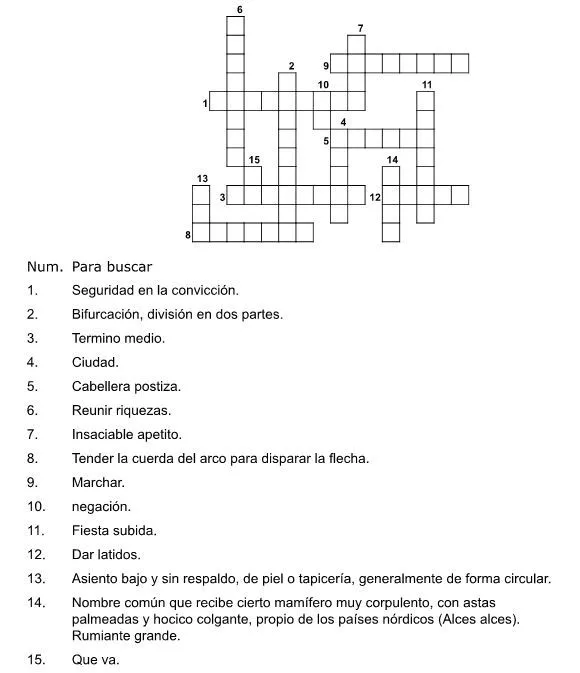 6
7
2 9
10 11
1
4
5
15 14
13
3 12
8
Num. Para buscar
1. Seguridad en la convicción.
2. Bifurcación, división en dos partes.
3. Termino medio.
4. Ciudad.
5. Cabellera postiza.
6. Reunir riquezas.
7. Insaciable apetito.
8. Tender la cuerda del arco para disparar la flecha.
9. Marchar.
10. negación.
11. Fiesta subida.
12. Dar latidos.
13. Asiento bajo y sin respaldo, de piel o tapicería, generalmente de forma circular.
14. Nombre común que recibe cierto mamífero muy corpulento, con astas
palmeadas y hocico colgante, propio de los países nórdicos (Alces alces).
Rumiante grande.
15. Que va.